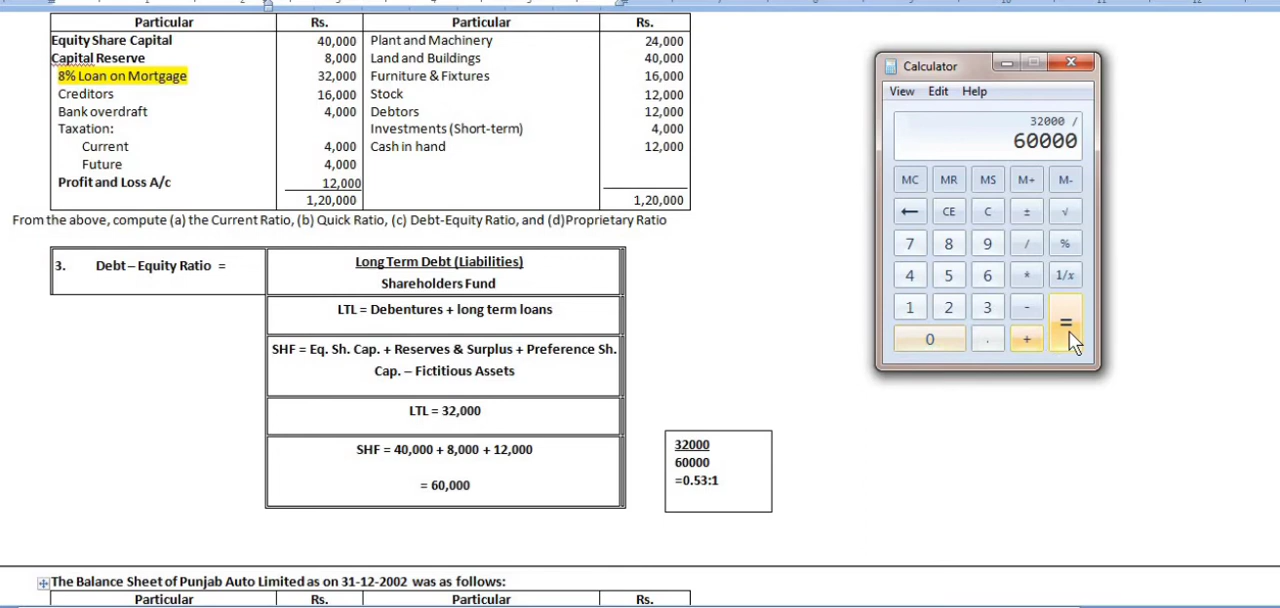 Particular Rs. Particular Rs.
Equity Share Capital 40,000 Plant and Machinery 24,000
Capital Reserve 8,000 Land and Buildings 40,000
8% Loan on Mortgage 32,000 Furniture & Fixtures 16,000
Creditors 16,000 Stock 12,000
Bank overdraft 4,000 Debtors 12,000
Taxation: Investments (Short-term) 4,000
Current 4,000 Cash in hand 12,000
Future 4,000
Profit and Loss A/c 12,000
1,20,000 1,20,000
From the above, compute (a) the Current Ratio, (b) Quick Ratio, (c) Debt-Equity Ratio, and (d)Proprietary Ratio
3. Debt – Equity Ratio =
Long Term Debt (Liabilities)
Shareholders Fund
LTL = Debentures + long term loans
SHF = Eq. Sh. Cap. + Reserves & Surplus + Preference Sh.
Cap. – Fictitious Assets
LTL = 32,000
SHF = 40,000 + 8,000 + 12,000
= 60,000
32000
60000
=0.53:1
The Balance Sheet of Punjab Auto Limited as on 31-12-2002 was as follows:
Particular Rs. Particular Rs.
Calculator
View Edit Help
32000 /
60000
MC MR MS M+ M-
← CE C ± √
7 8 9 / %
4 5 6 * 1/x
1 2 3 - =
0 . +